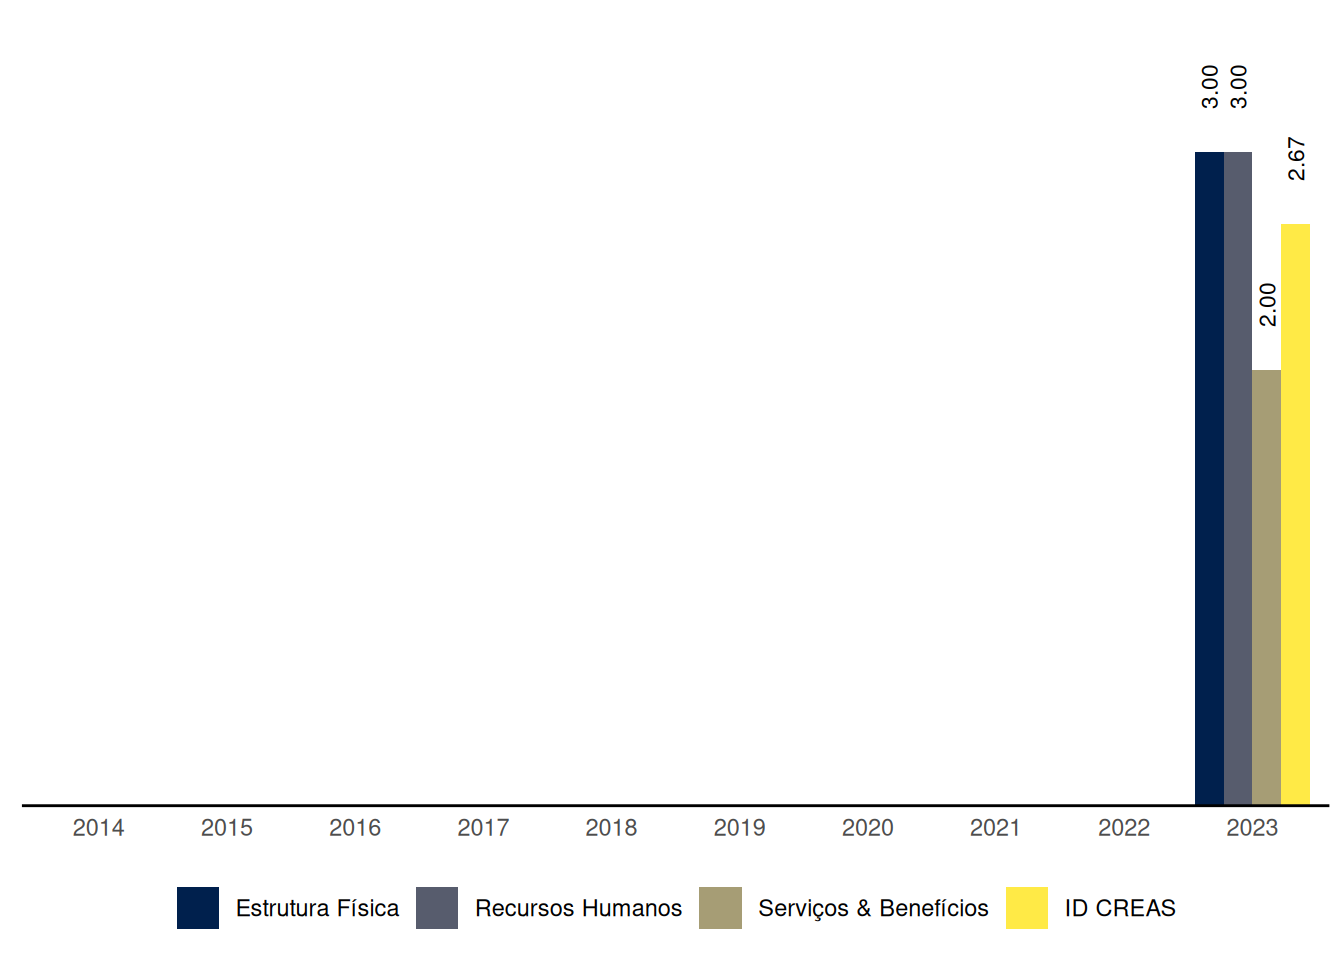 3.00 3.00
2.67
2.00
2014 2015 2016 2017 2018 2019 2020 2021 2022 2023
Estrutura Física Recursos Humanos Serviços & Benefícios ID CREAS